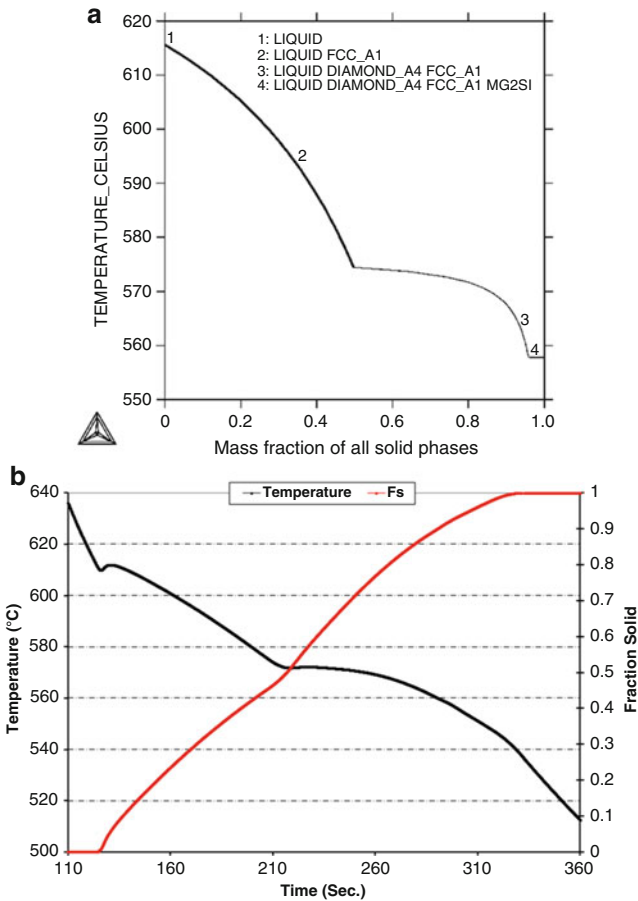 a
620
610
600
590
580
570
560
550
TEMPERATURE_CELSIUS
1
2
3
4
1: LIQUID
2: LIQUID FCC_A1
3: LIQUID DIAMOND_A4 FCC_A1
4: LIQUID DIAMOND_A4 FCC_A1 MG2SI
0 0.2 0.4 0.6 0.8 1.0
Mass fraction of all solid phases
b
Temperature Fs
640
620
600
580
560
540
520
500
Temperature (°C)
1
0.9
0.8
0.7
0.6
0.5
0.4
0.3
0.2
0.1
0
Fraction Solid
110 160 210 260 310 360
Time (Sec.)